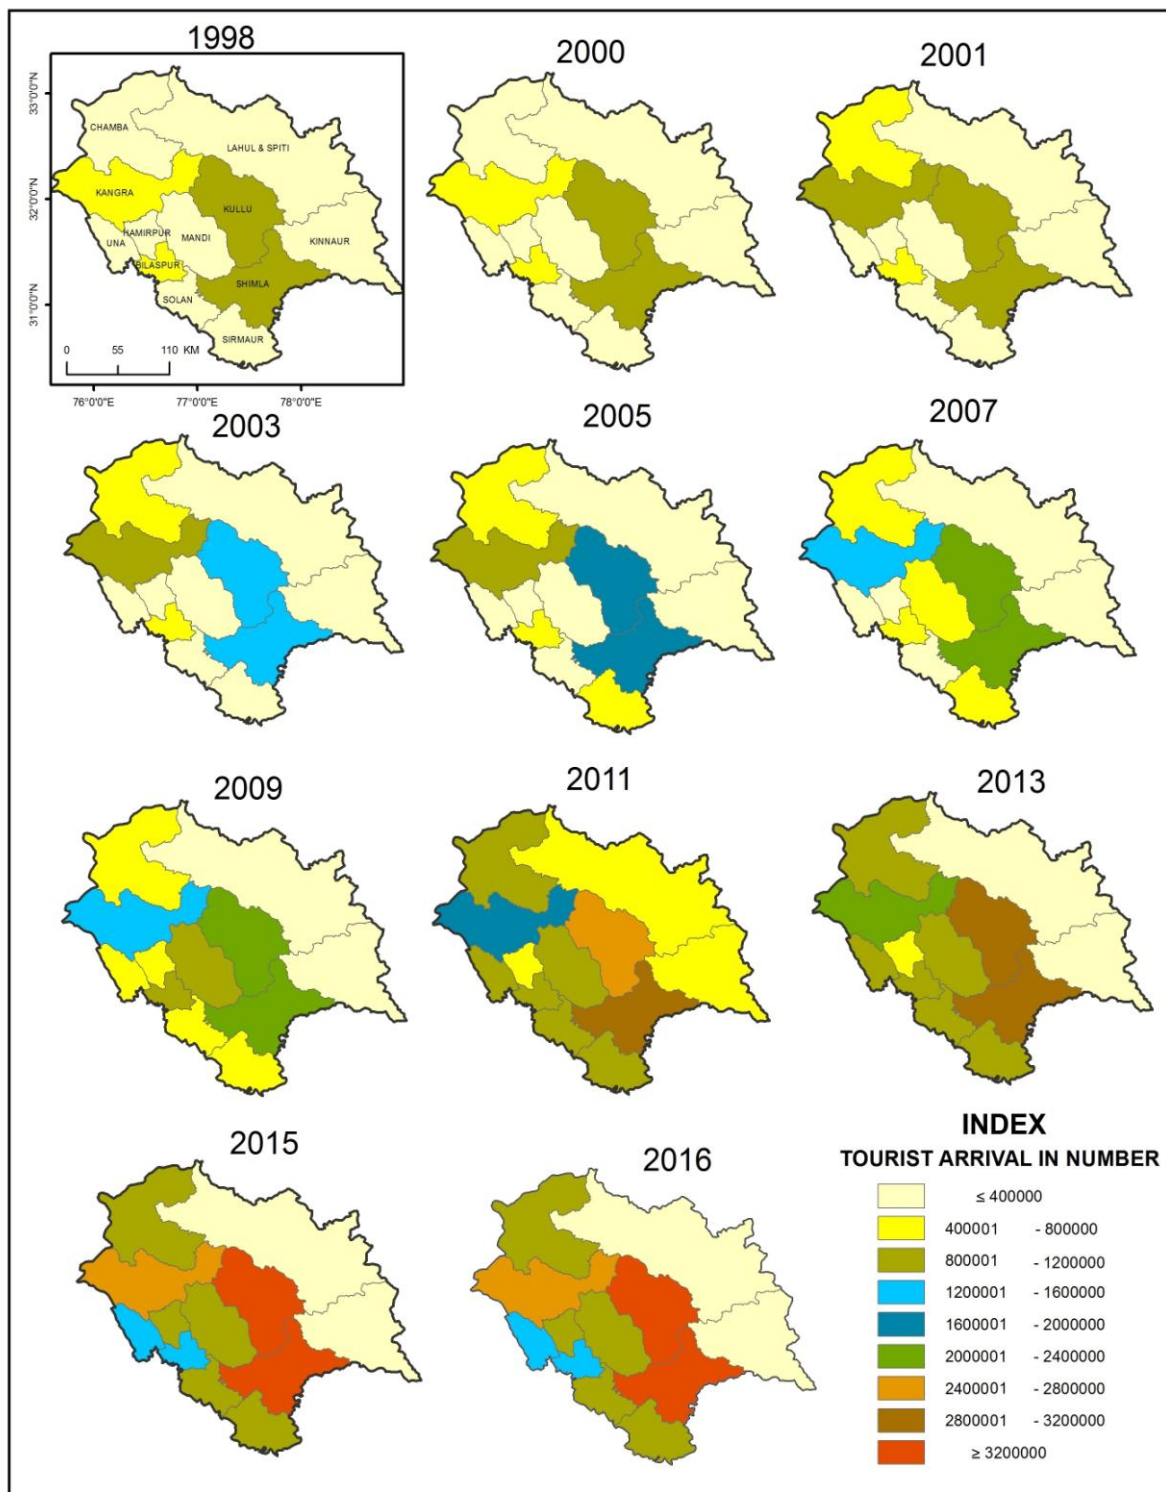 1998
2000
2001
33°0'0"N
32°0'0"N
31°0'0"N
CHAMBA
LAHUL & SPITI
KANGRA
KULLU
HAMIRPUR
UNA
MANDI
KINNAUR
BILASPUR
SHIMLA
SOLAN
SIRMAUR
0 55 110 KM
76°0'0"E 77°0'0"E 78°0'0"E
2003
2005
2007
2009
2011
2013
2015
2016
INDEX
TOURIST ARRIVAL IN NUMBER
≤ 400000
400001 - 800000
800001 - 1200000
1200001 - 1600000
1600001 - 2000000
2000001 - 2400000
2400001 - 2800000
2800001 - 3200000
≥ 3200000